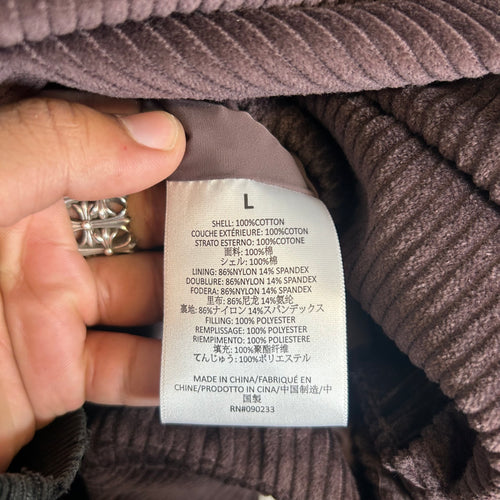 L
SHELL: 100%COTTON
COUCHE EXTÉRIEURE: 100%COTON
STRATO ESTERNO: 100%COTONE
面料: 100%棉
シェル: 100%棉
LINING: 86%NYLON 14% SPANDEX
DOUBLURE: 86%NYLON 14% SPANDEX
FODERA: 86%NYLON 14% SPANDEX
里布: 86%尼龙 14%氨纶
裏地: 86%ナイロン 14%スパンデックス
FILLING: 100% POLYESTER
REMPLISSAGE: 100% POLYESTER
RIEMPIMENTO: 100% POLYESTER
填充: 100%聚酯纤维
てんじゅう: 100%ポリエステル
MADE IN CHINA/FABRIQUÉ EN
CHINE/PRODOTTO IN CINA/中国制造/中
国製
RN#090233